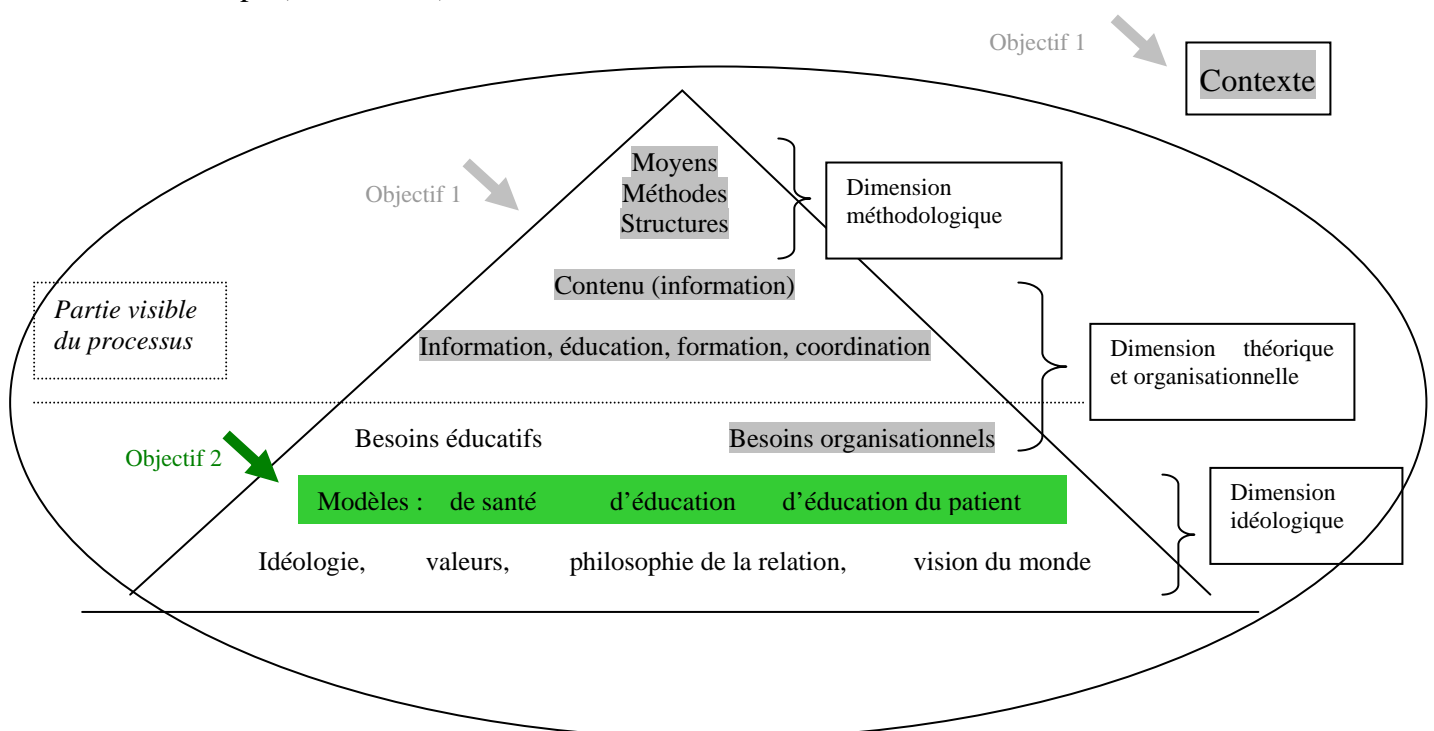 Objectif 1
Contexte
Moyens
Méthodes
Structures
Objectif 1
Dimension
méthodologique
Contenu (information)
Partie visible
du processus
Information, éducation, formation, coordination
Dimension théorique
et organisationnelle
Besoins éducatifs
Besoins organisationnels
Objectif 2
Modèles : de santé d’éducation d’éducation du patient
Dimension
idéologique
Idéologie, valeurs, philosophie de la relation, vision du monde